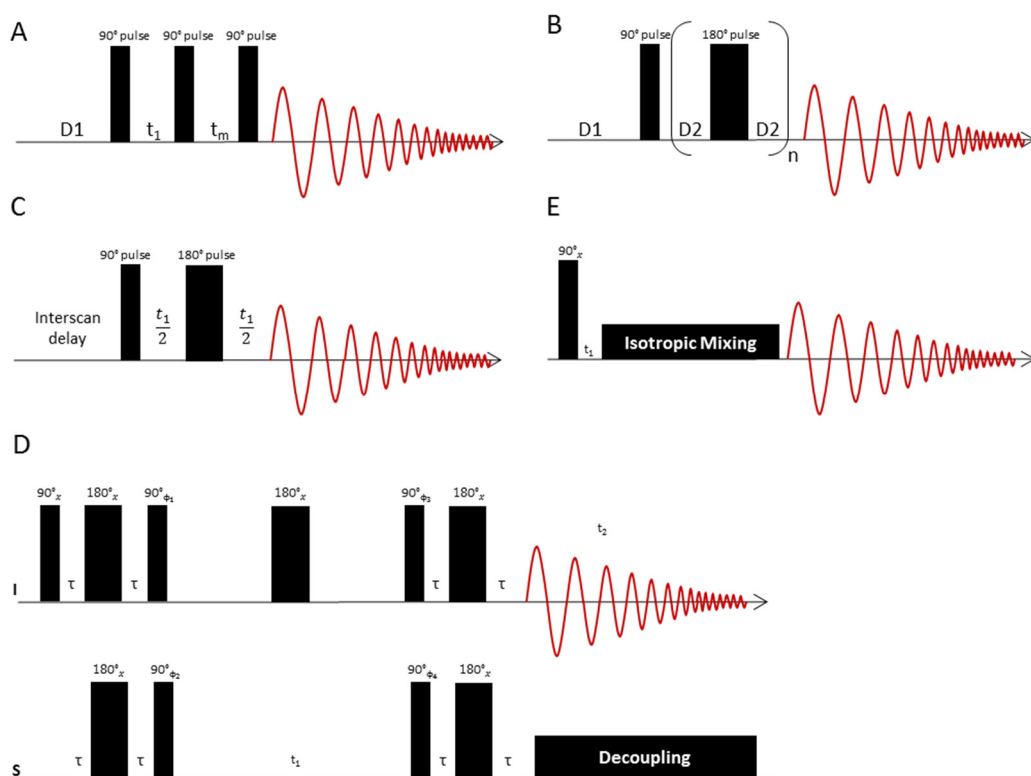 A
90° pulse 90° pulse 90° pulse
D1 t₁ tₘ
B
90° pulse 180° pulse
D1 D2 D2 n
C
90° pulse 180° pulse
Interscan delay t₁/2 t₁/2
E
90°ₓ
t₁ Isotropic Mixing
D
90°ₓ 180°ₓ 90°ϕ₁ 180°ₓ 90°ϕ₃ 180°ₓ
t₂
I τ τ τ τ
180°ₓ 90°ϕ₂ 90°ϕ₄ 180°ₓ
S τ τ t₁ τ τ Decoupling